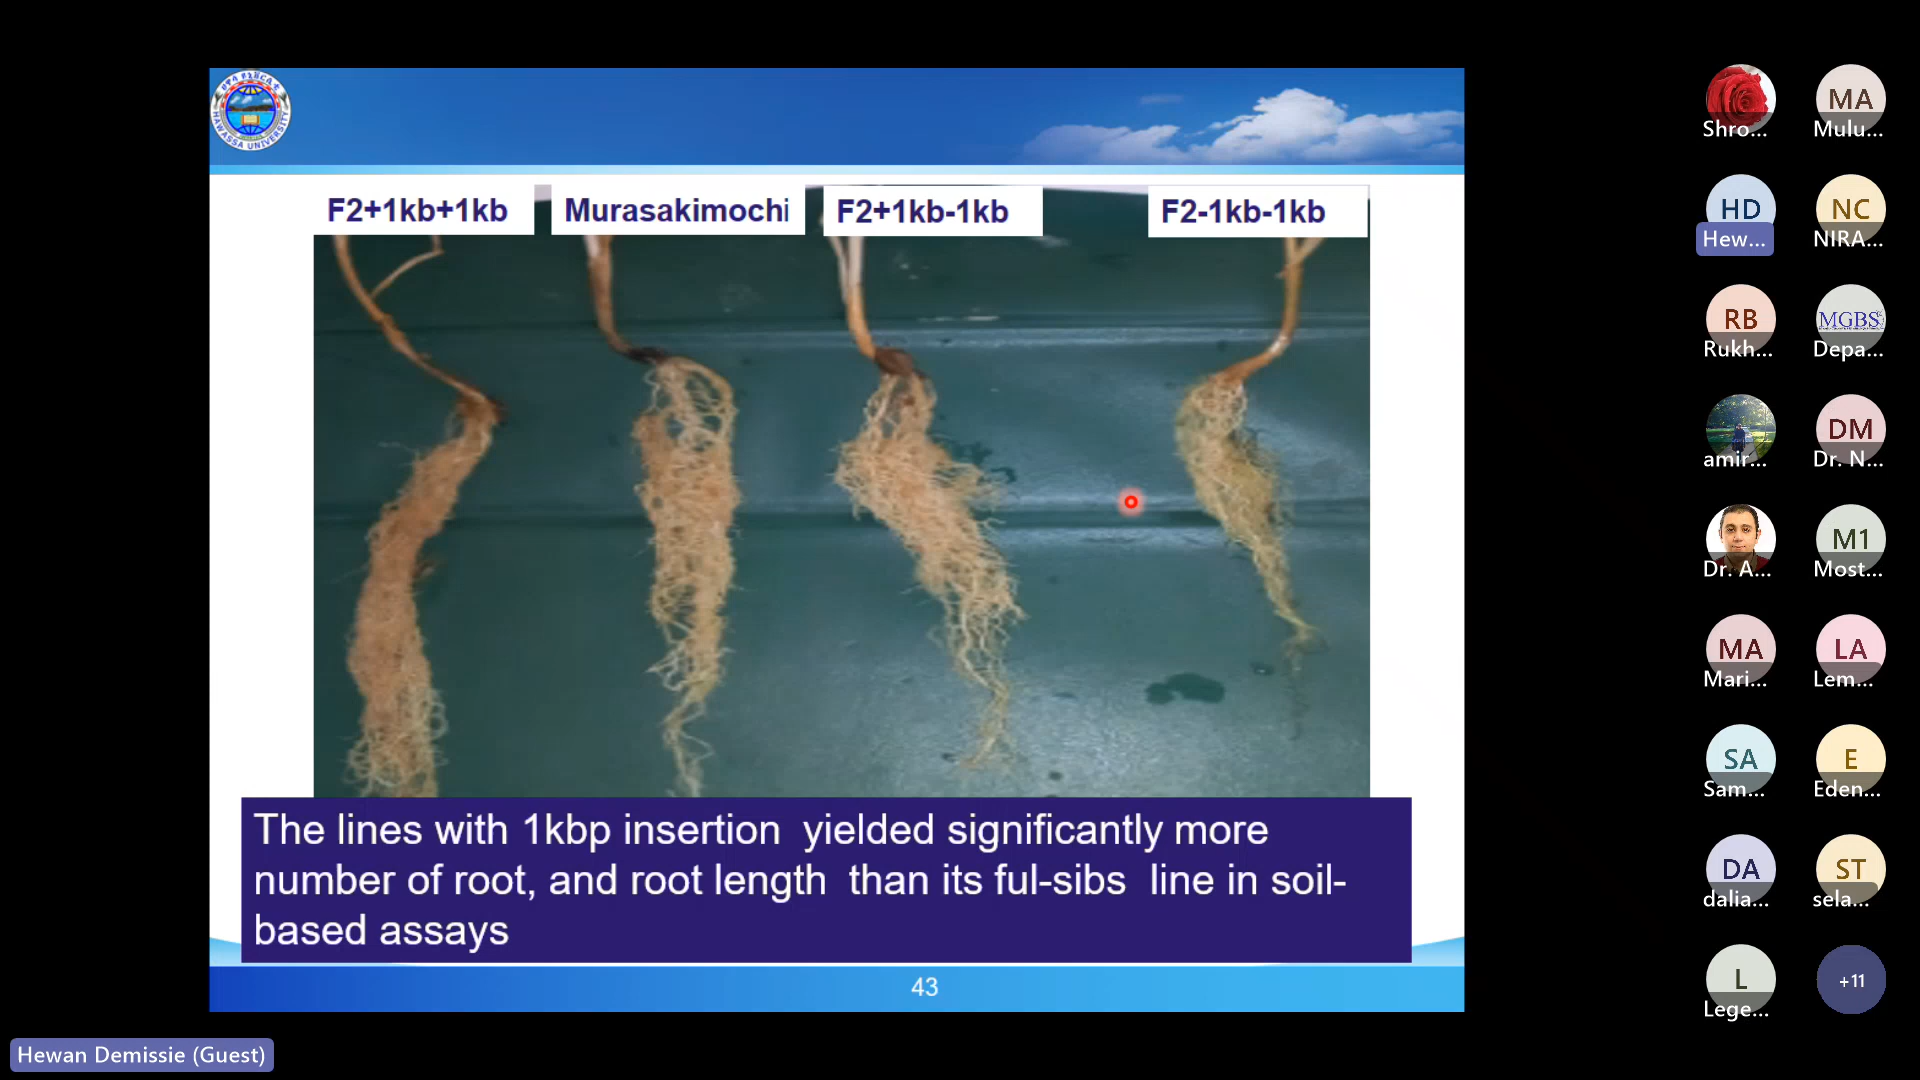 HAWASSA UNIVERSITY
F2+1kb+1kb
Murasakimochi
F2+1kb-1kb
F2-1kb-1kb
The lines with 1kbp insertion yielded significantly more
number of root, and root length than its ful-sibs line in soil-
based assays
43
Hewan Demissie (Guest)
Shro...
MA
Mulu...
HD
Hew...
NC
NIRA...
RB
Rukh...
MGBS
Depa...
amir...
DM
Dr. N...
Dr. A...
M1
Most...
MA
Mari...
LA
Lem...
SA
Sam...
E
Eden...
DA
dalia...
ST
sela...
L
Lege...
+11